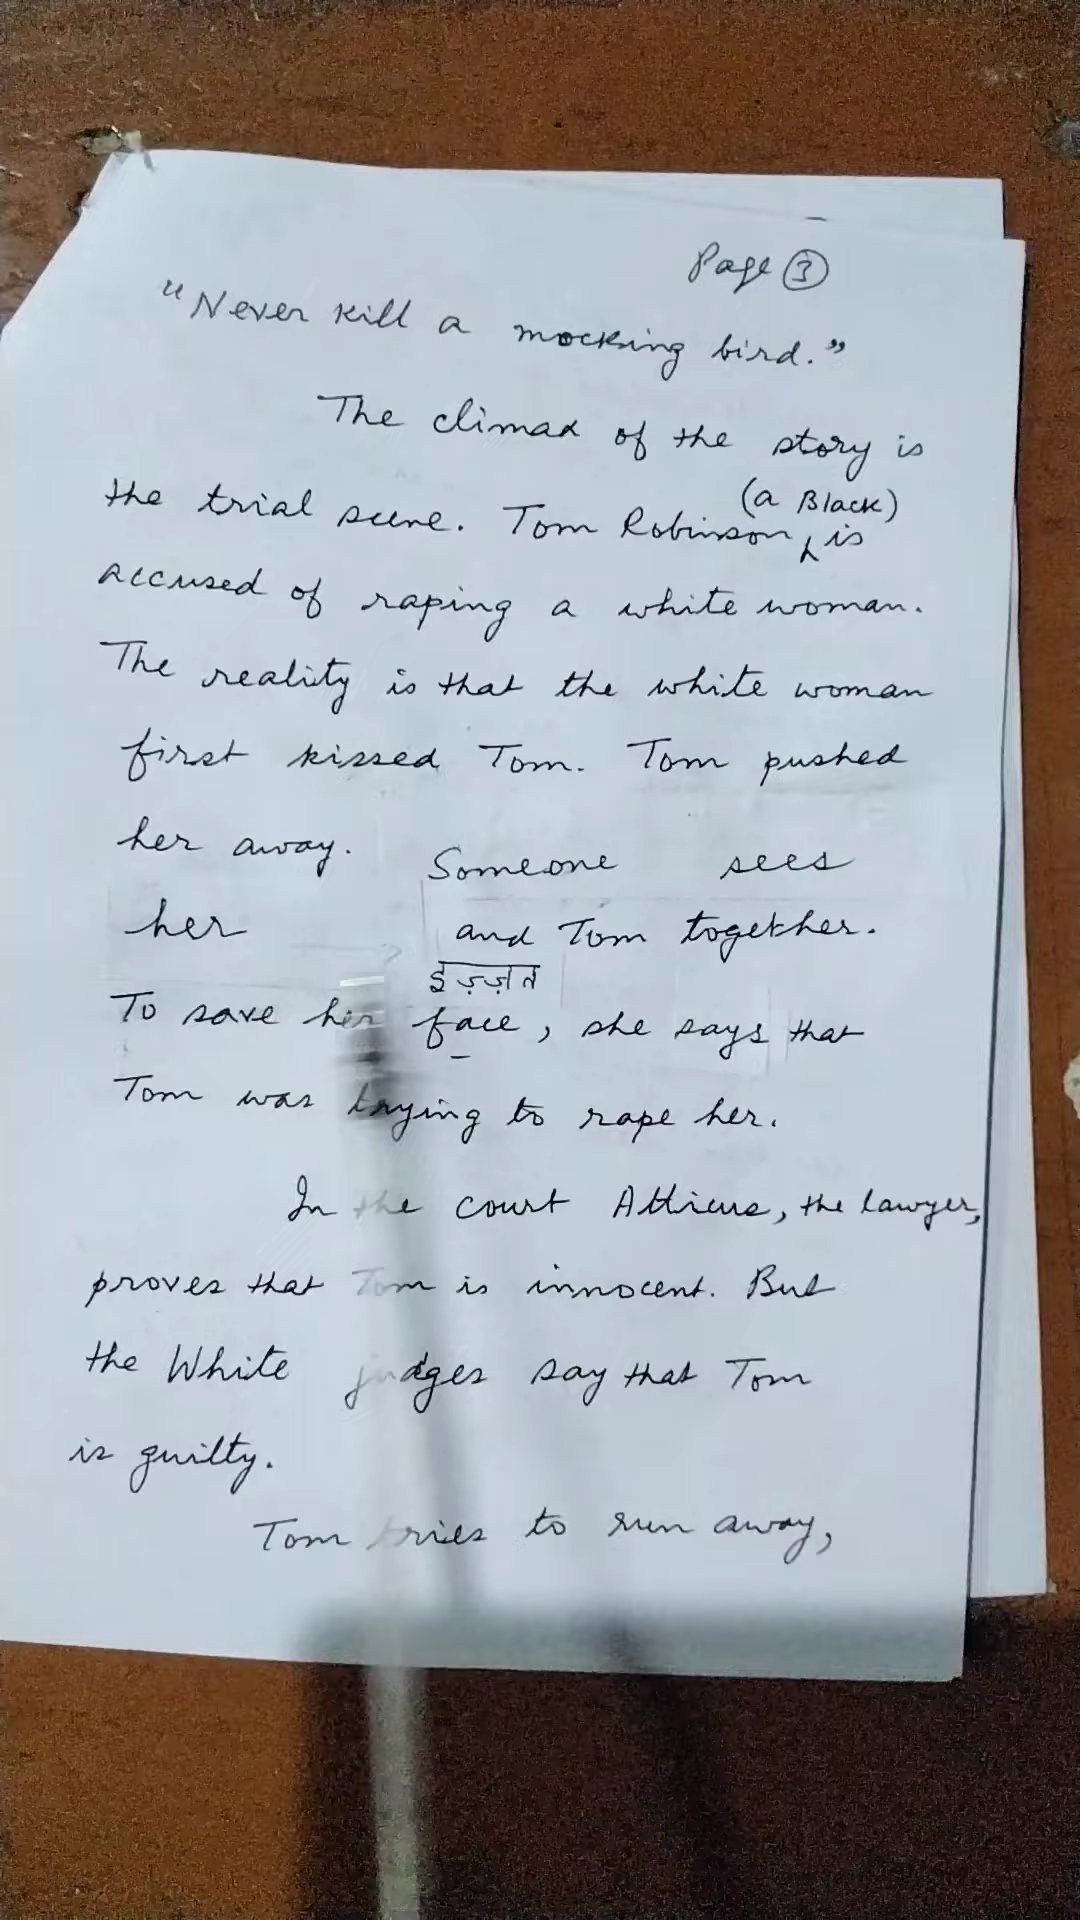 Page ③
"Never kill a mocking bird."
The climax of the story is
(a Black)
the trial scene. Tom Robinson, is
accused of raping a white woman.
The reality is that the white woman
first kissed Tom. Tom pushed
her away. Someone sees
her and Tom together.
इज़्ज़त
To save her face, she says that
Tom was trying to rape her.
In the court Atticus, the lawyer,
proves that Tom is innocent. But
the White judges say that Tom
is guilty.
Tom tries to run away,